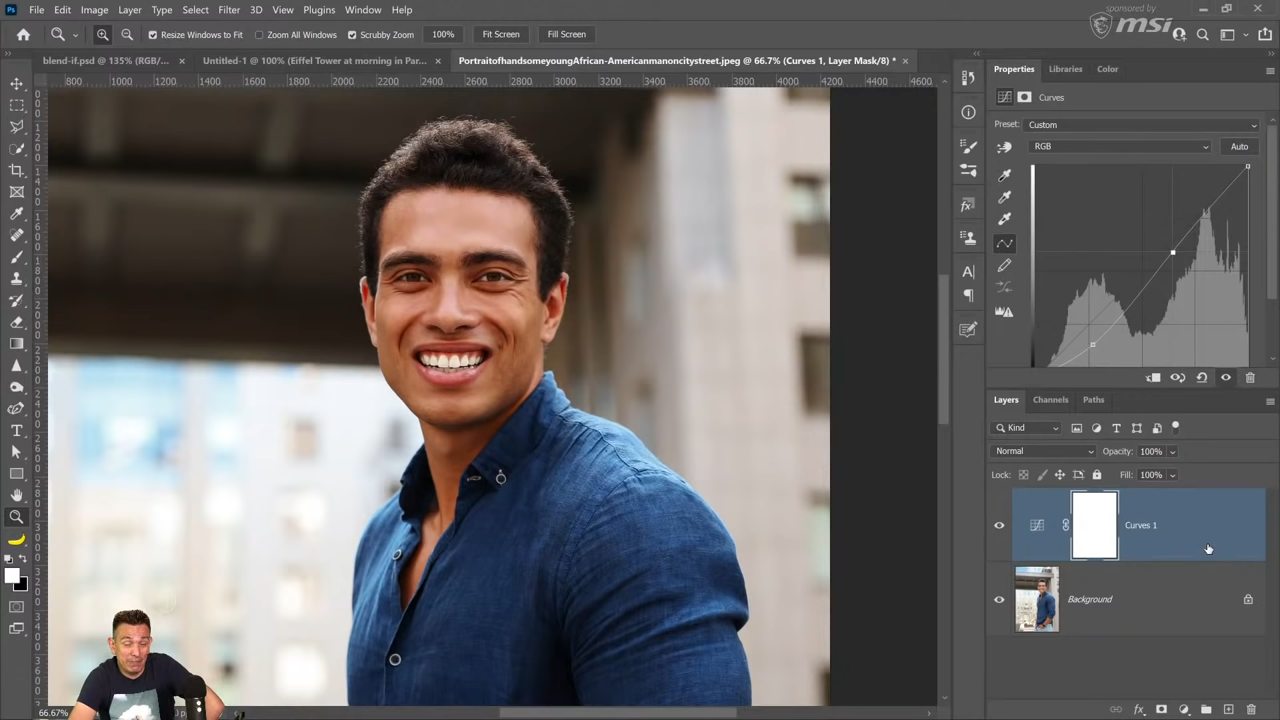 sponsored by
msi
Ps File Edit Image Layer Type Select Filter 3D View Plugins Window Help
Resize Windows to Fit Zoom All Windows Scrubby Zoom 100% Fit Screen Fill Screen
blend-if.psd @ 135% (RGB/... × Untitled-1 @ 100% (Eiffel Tower at morning in Par... × PortraitofhandsomeyoungAfrican-Americanmanoncitystreet.jpeg @ 66.7% (Curves 1, Layer Mask/8) * ×
800 1000 1200 1400 1600 1800 2000 2200 2400 2600 2800 3000 3200 3400 3600 3800 4000 4200 4400 4600
Properties Libraries Color
Curves
Preset: Custom
RGB Auto
Layers Channels Paths
Kind
Normal Opacity: 100%
Lock: Fill: 100%
Curves 1
Background
66.67%